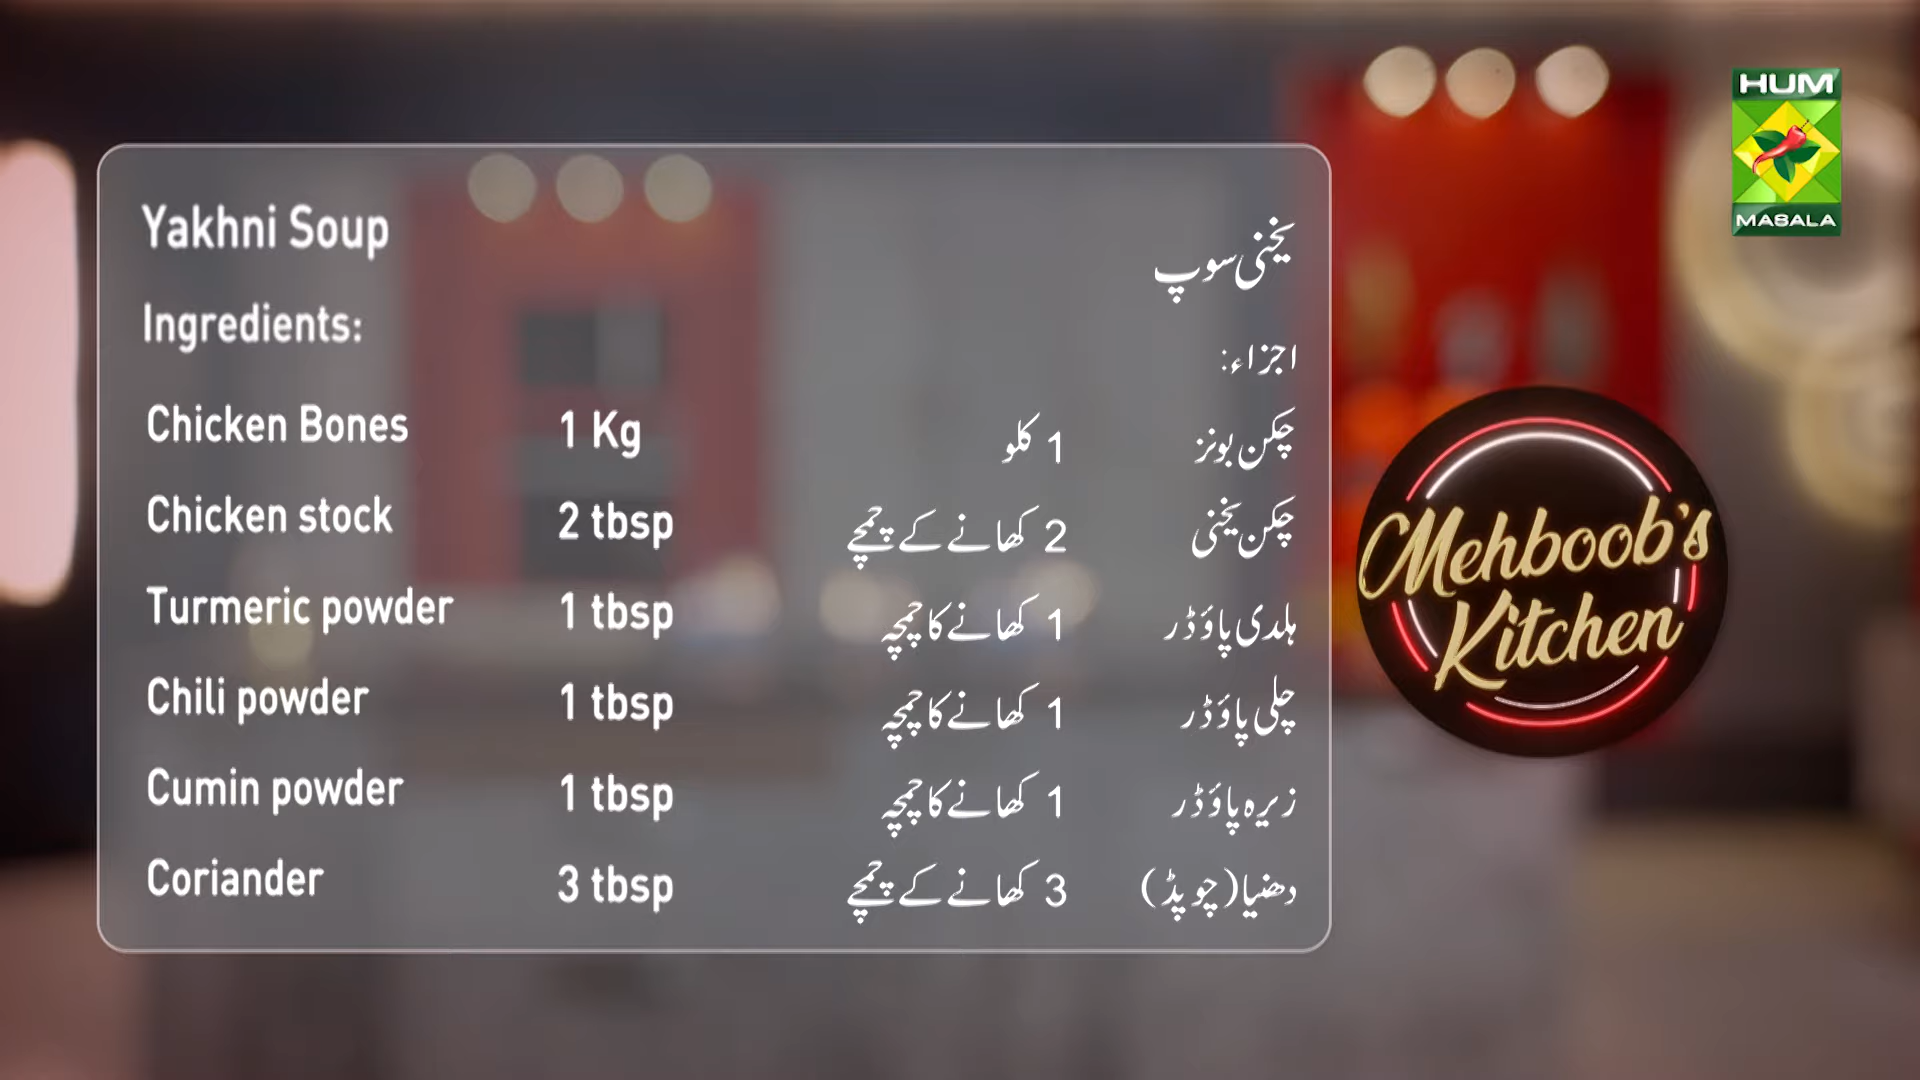 HUM
MASALA
Yakhni Soup یخنی سوپ
Ingredients: اجزاء:
Chicken Bones 1 Kg چکن بونز 1 کلو
Chicken stock 2 tbsp چکن یخنی 2 کھانے کے چمچے
Turmeric powder 1 tbsp ہلدی پاؤڈر 1 کھانے کا چمچہ
Chili powder 1 tbsp چلی پاؤڈر 1 کھانے کا چمچہ
Cumin powder 1 tbsp زیرہ پاؤڈر 1 کھانے کا چمچہ
Coriander 3 tbsp دھنیا (چوپڈ) 3 کھانے کے چمچے
Mehboob's
Kitchen